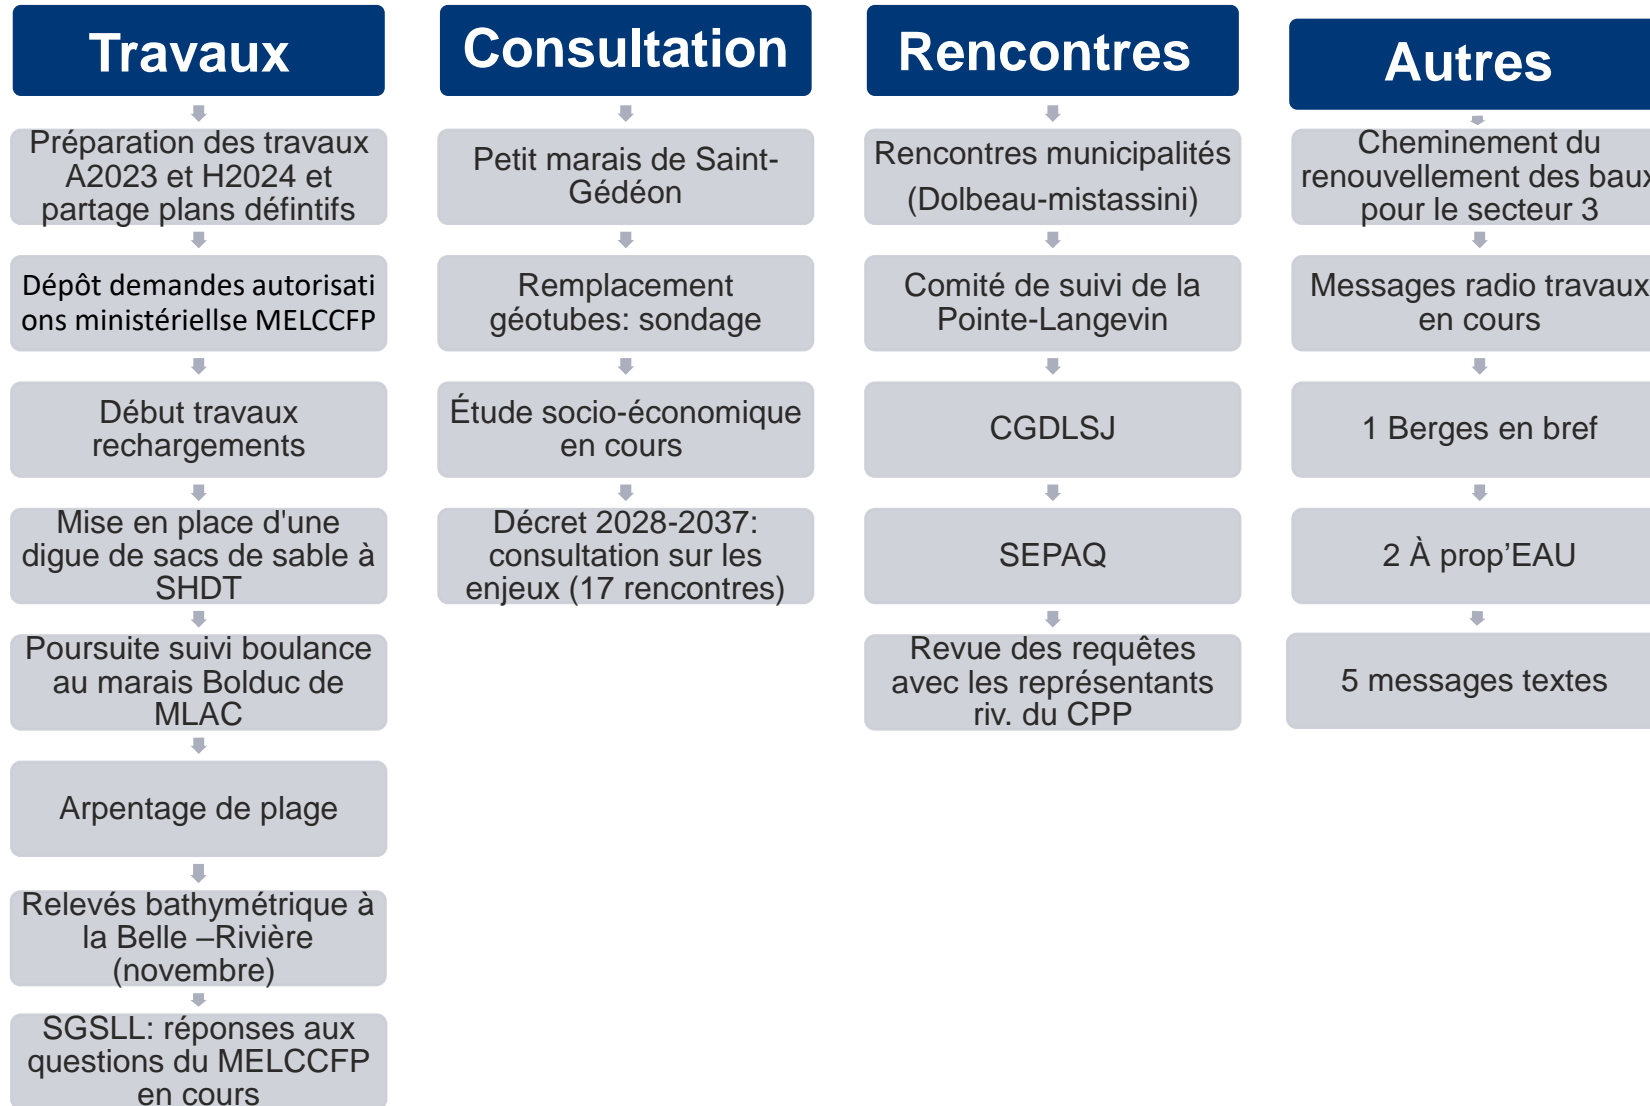 Travaux
Préparation des travaux
A2023 et H2024 et
partage plans défintifs
Dépôt demandes autorisati
ons ministériellse MELCCFP
Début travaux
rechargements
Mise en place d'une
digue de sacs de sable à
SHDT
Poursuite suivi boulance
au marais Bolduc de
MLAC
Arpentage de plage
Relevés bathymétrique à
la Belle –Rivière
(novembre)
SGSLL: réponses aux
questions du MELCCFP
en cours
Consultation
Petit marais de Saint-
Gédéon
Remplacement
géotubes: sondage
Étude socio-économique
en cours
Décret 2028-2037:
consultation sur les
enjeux (17 rencontres)
Rencontres
Rencontres municipalités
(Dolbeau-mistassini)
Comité de suivi de la
Pointe-Langevin
CGDLSJ
SEPAQ
Revue des requêtes
avec les représentants
riv. du CPP
Autres
Cheminement du
renouvellement des baux
pour le secteur 3
Messages radio travaux
en cours
1 Berges en bref
2 À prop’EAU
5 messages textes